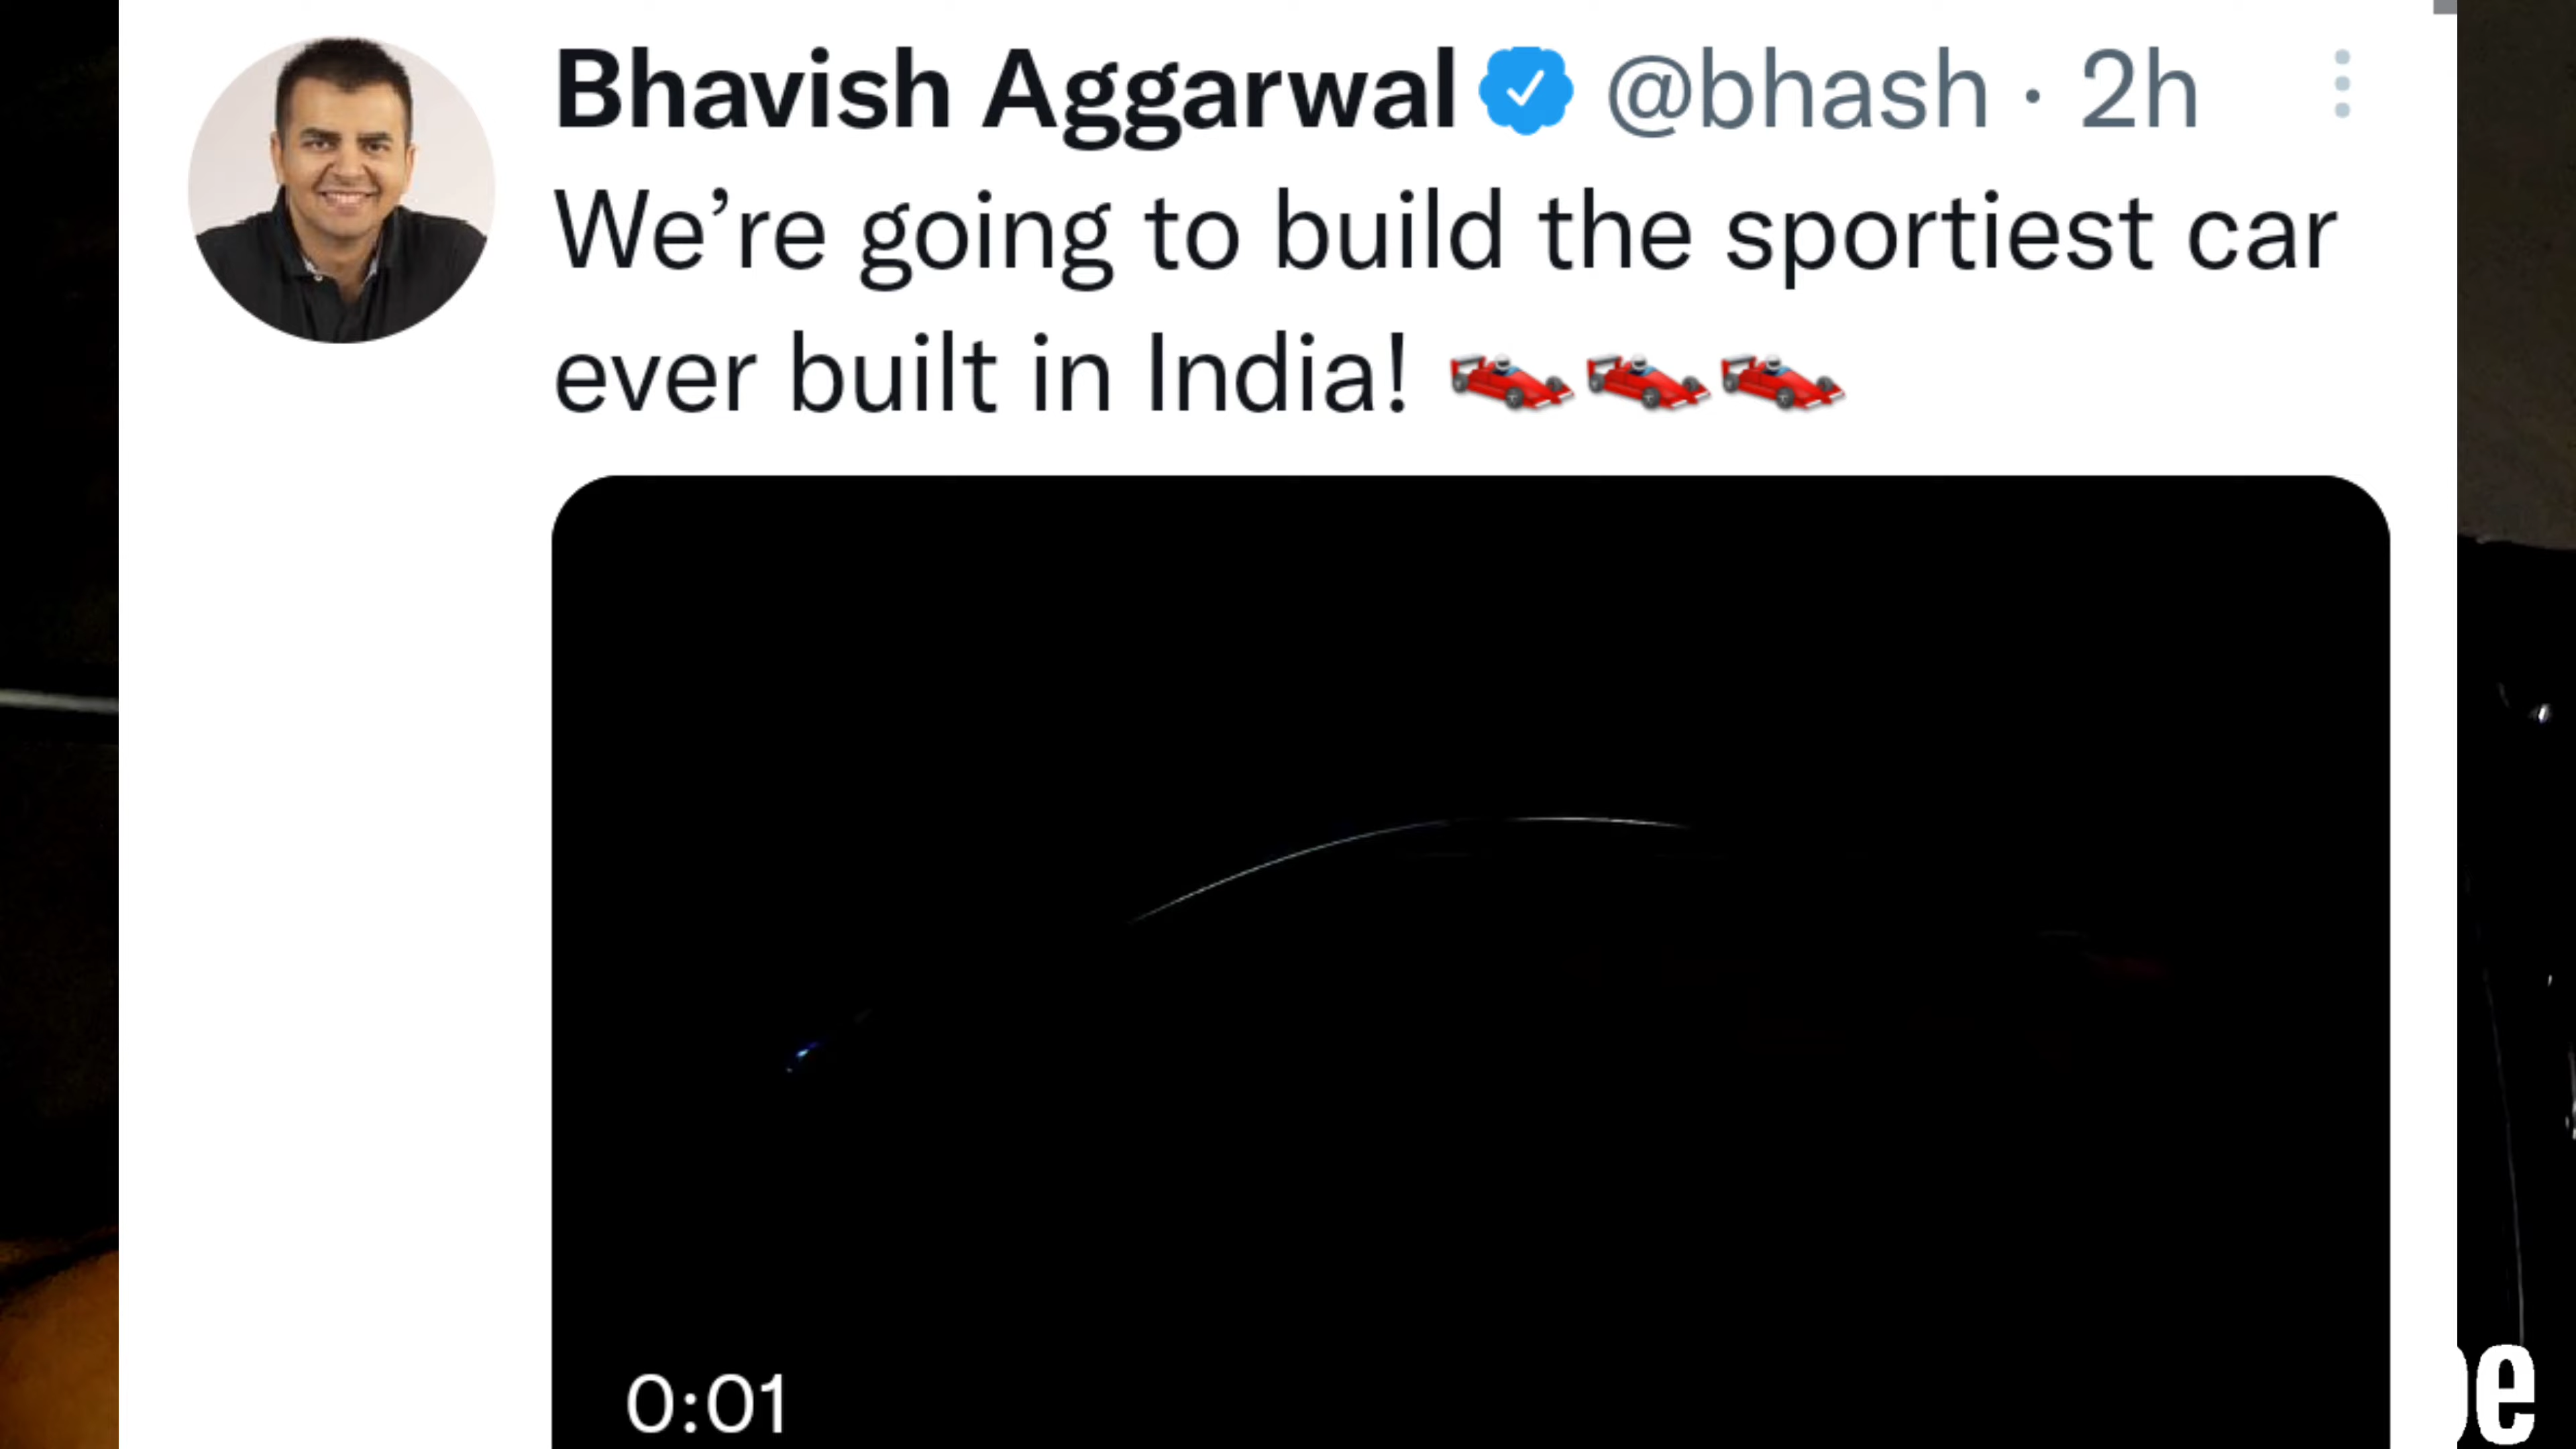 Bhavish Aggarwal @bhash · 2h
We’re going to build the sportiest car
ever built in India! 🏎️🏎️🏎️
0:01